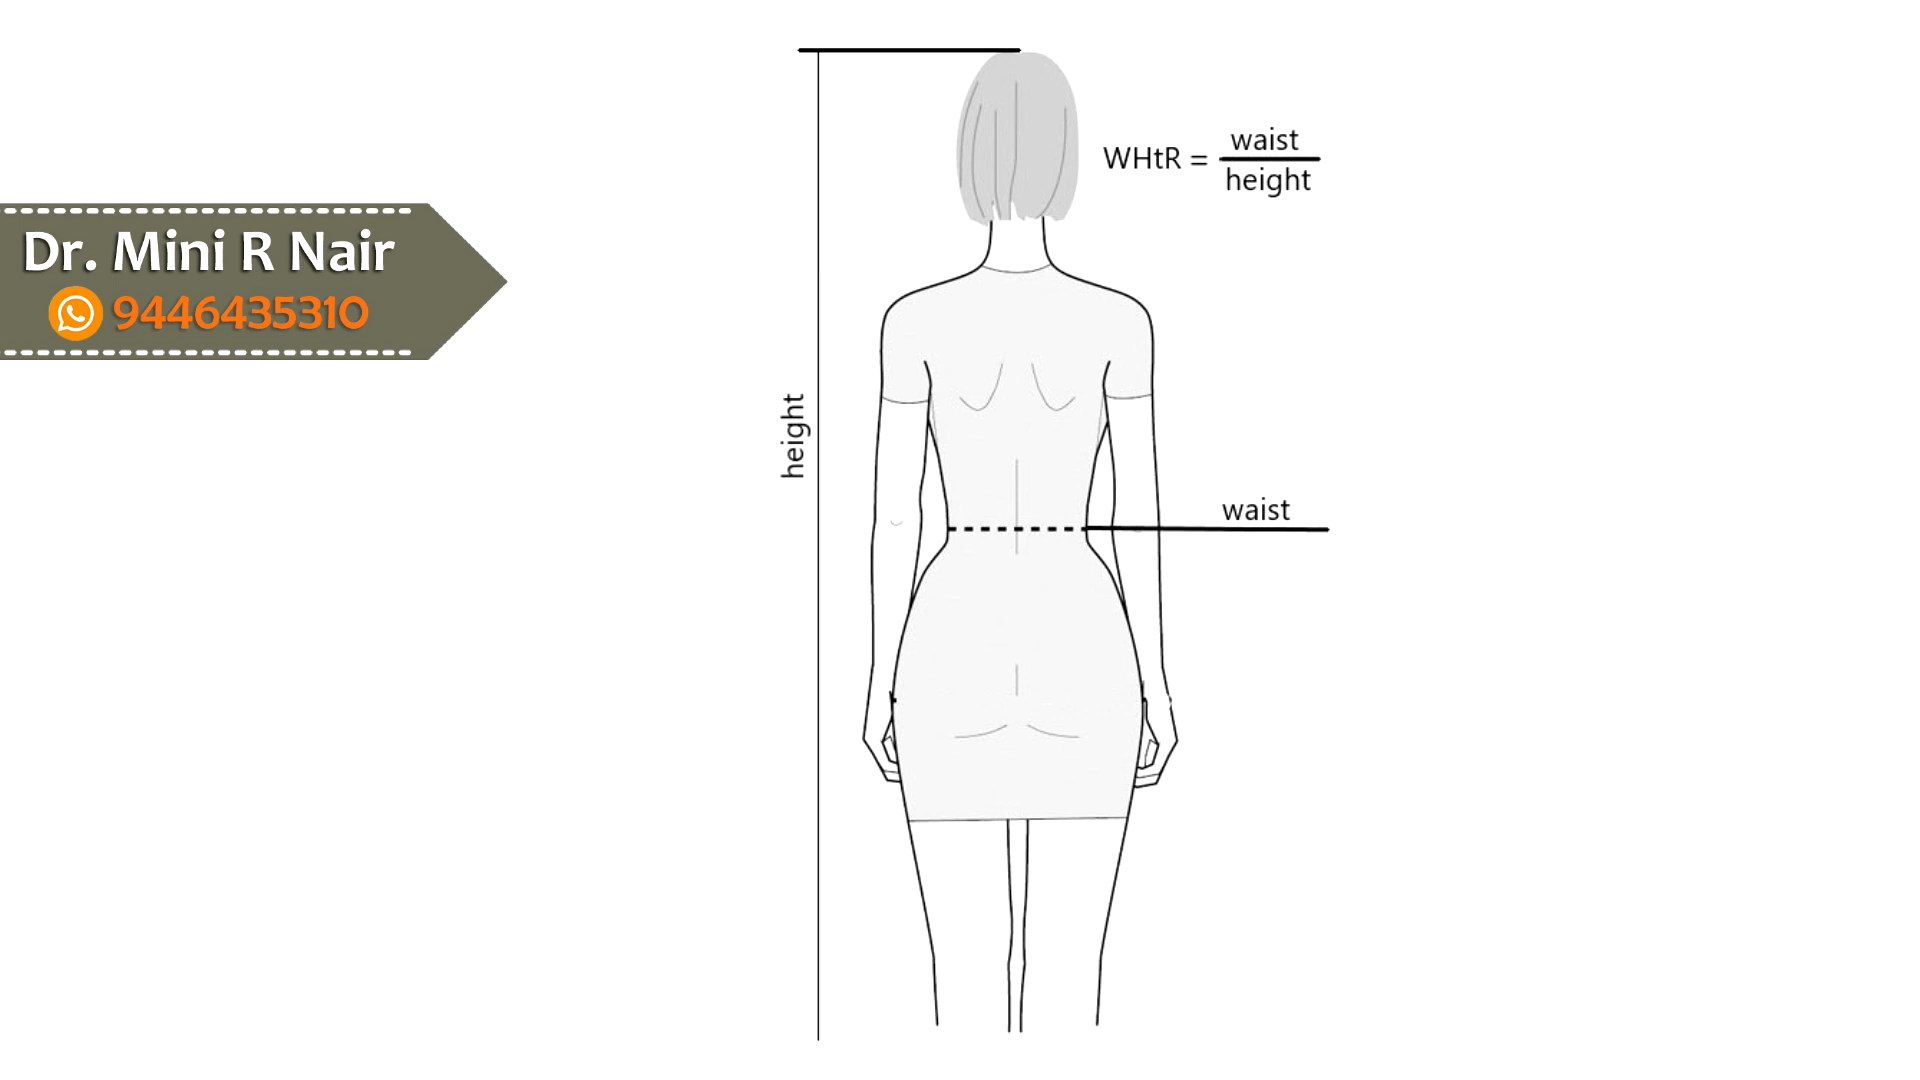 Dr. Mini R Nair
9446435310
WHtR = waist
height
height
waist